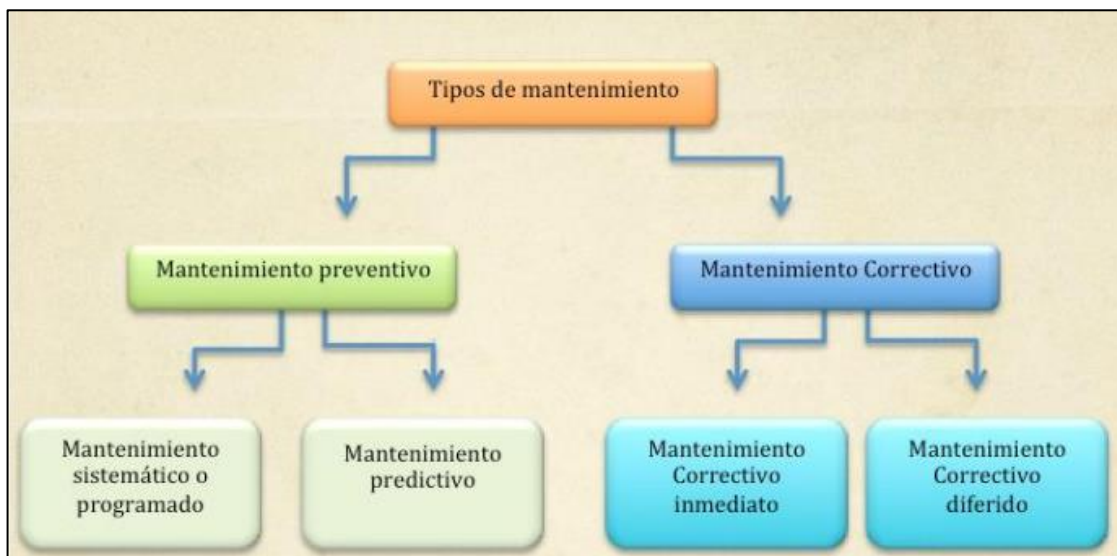 Tipos de mantenimiento
Mantenimiento preventivo
Mantenimiento Correctivo
Mantenimiento
sistemático o
programado
Mantenimiento
predictivo
Mantenimiento
Correctivo
inmediato
Mantenimiento
Correctivo
diferido